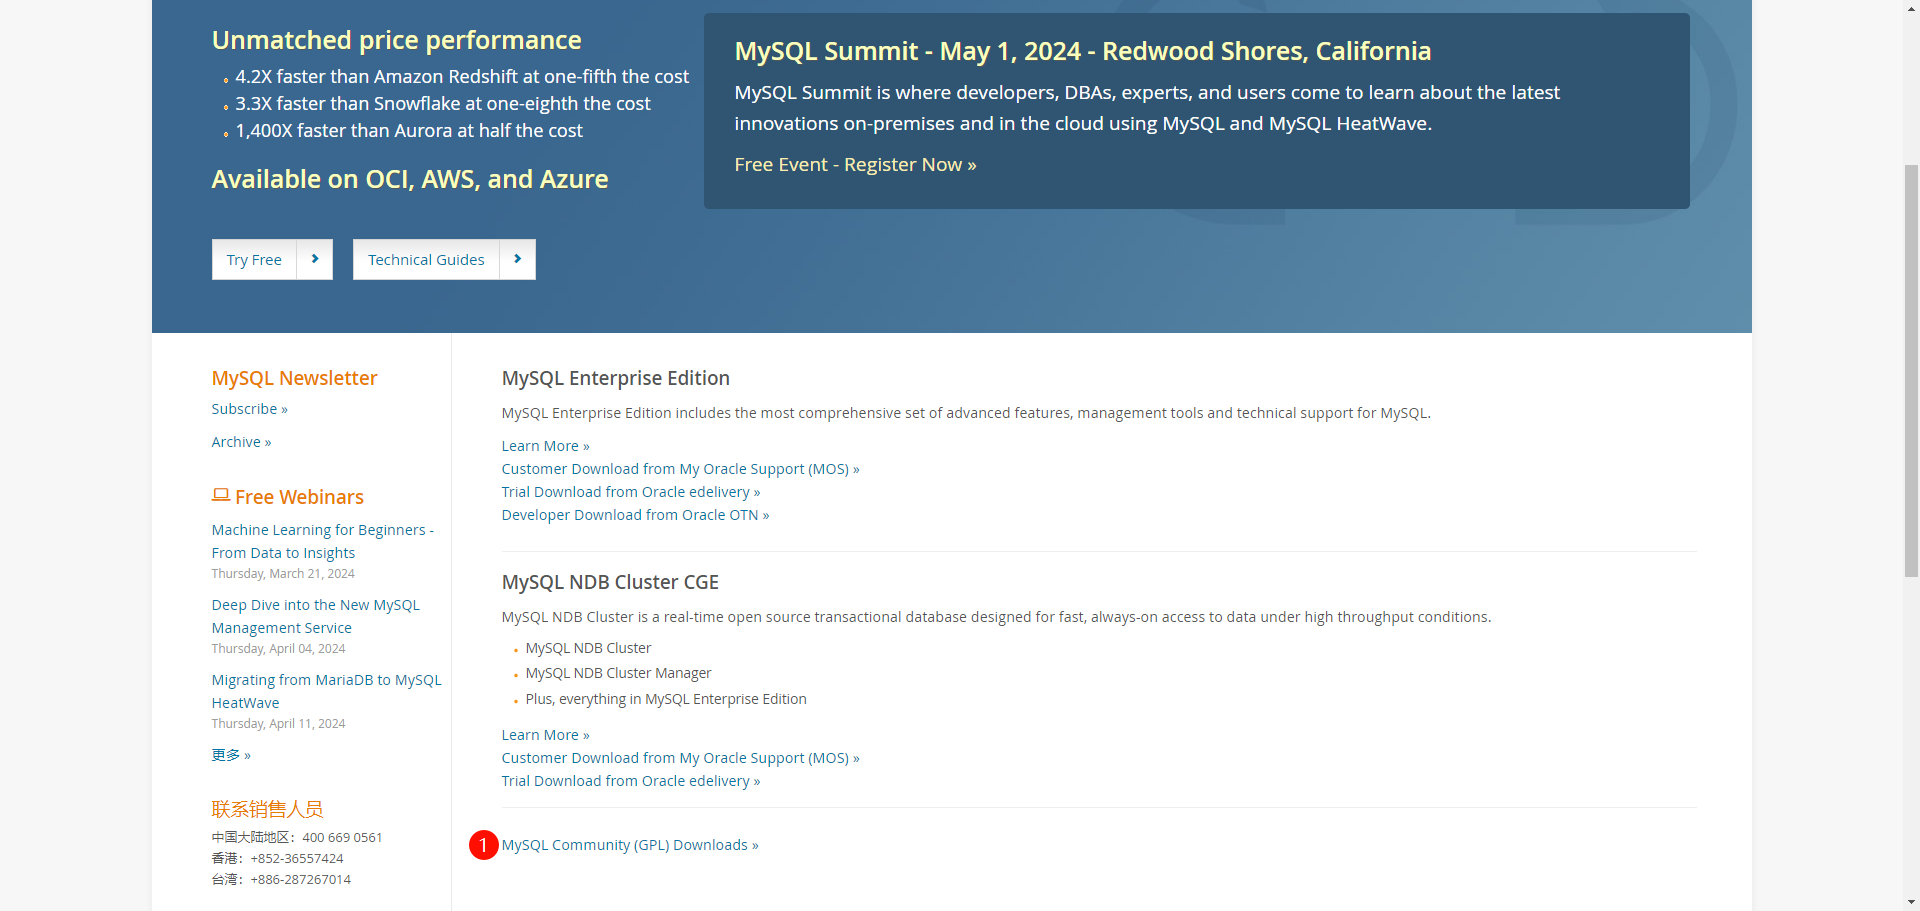 Unmatched price performance
4.2X faster than Amazon Redshift at one-fifth the cost
3.3X faster than Snowflake at one-eighth the cost
1,400X faster than Aurora at half the cost
Available on OCI, AWS, and Azure
Try Free
Technical Guides
MySQL Summit - May 1, 2024 - Redwood Shores, California
MySQL Summit is where developers, DBAs, experts, and users come to learn about the latest
innovations on-premises and in the cloud using MySQL and MySQL HeatWave.
Free Event - Register Now »
MySQL Newsletter
Subscribe »
Archive »
Free Webinars
Machine Learning for Beginners -
From Data to Insights
Thursday, March 21, 2024
Deep Dive into the New MySQL
Management Service
Thursday, April 04, 2024
Migrating from MariaDB to MySQL
HeatWave
Thursday, April 11, 2024
更多 »
联系销售人员
中国大陆地区：400 669 0561
香港：+852-36557424
台湾：+886-287267014
MySQL Enterprise Edition
MySQL Enterprise Edition includes the most comprehensive set of advanced features, management tools and technical support for MySQL.
Learn More »
Customer Download from My Oracle Support (MOS) »
Trial Download from Oracle edelivery »
Developer Download from Oracle OTN »
MySQL NDB Cluster CGE
MySQL NDB Cluster is a real-time open source transactional database designed for fast, always-on access to data under high throughput conditions.
MySQL NDB Cluster
MySQL NDB Cluster Manager
Plus, everything in MySQL Enterprise Edition
Learn More »
Customer Download from My Oracle Support (MOS) »
Trial Download from Oracle edelivery »
1 MySQL Community (GPL) Downloads »